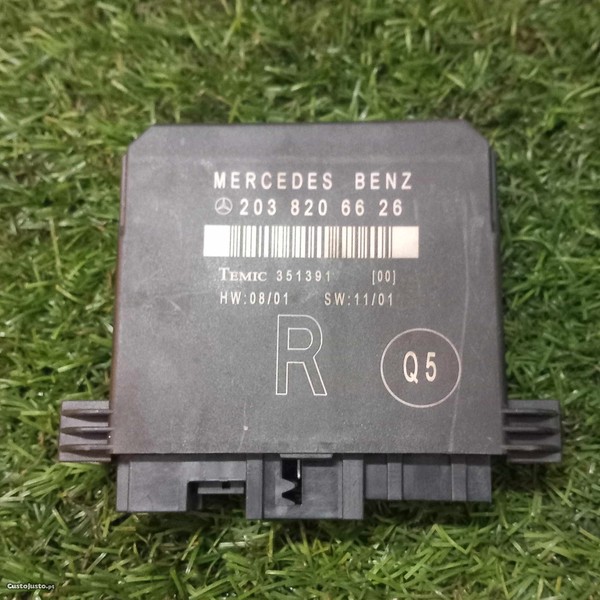 MERCEDES BENZ
203 820 66 26
TEMIC 351391 [00]
HW:08/01 SW:11/01
R
Q5
CustoJusto.pt